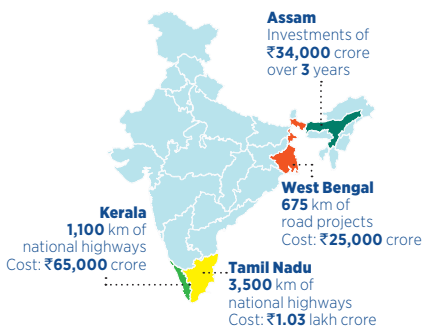 Assam
Investments of
₹34,000 crore
over 3 years
West Bengal
675 km of
road projects
Cost: ₹25,000 crore
Kerala
1,100 km of
national highways
Cost: ₹65,000 crore
Tamil Nadu
3,500 km of
national highways
Cost: ₹1.03 lakh crore